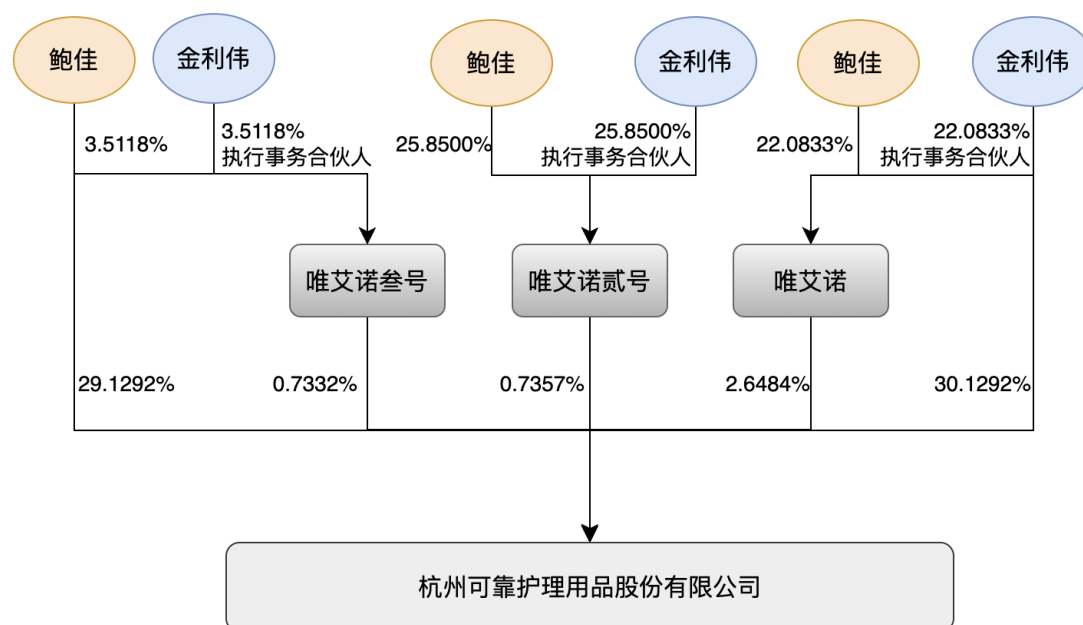 鲍佳
金利伟
鲍佳
金利伟
鲍佳
金利伟
3.5118%
3.5118%
执行事务合伙人
25.8500%
25.8500%
执行事务合伙人
22.0833%
22.0833%
执行事务合伙人
唯艾诺叁号
唯艾诺贰号
唯艾诺
29.1292%
0.7332%
0.7357%
2.6484%
30.1292%
杭州可靠护理用品股份有限公司